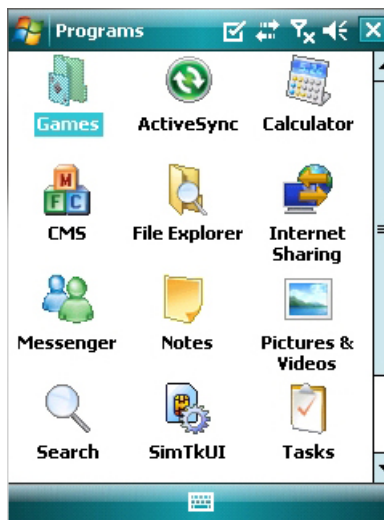 Programs
Games
ActiveSync
Calculator
M
F C
CMS
File Explorer
Internet
Sharing
Messenger
Notes
Pictures &
Videos
Search
SimTkUI
Tasks